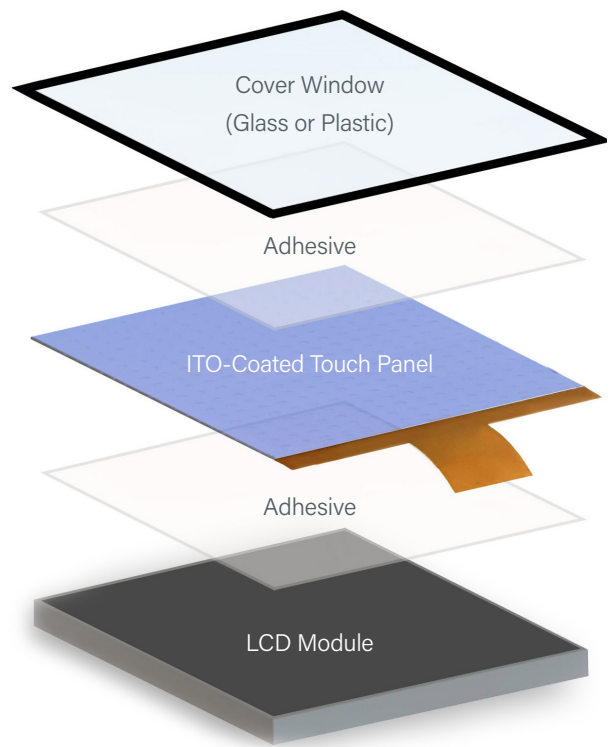 Cover Window
(Glass or Plastic)
Adhesive
ITO-Coated Touch Panel
Adhesive
LCD Module